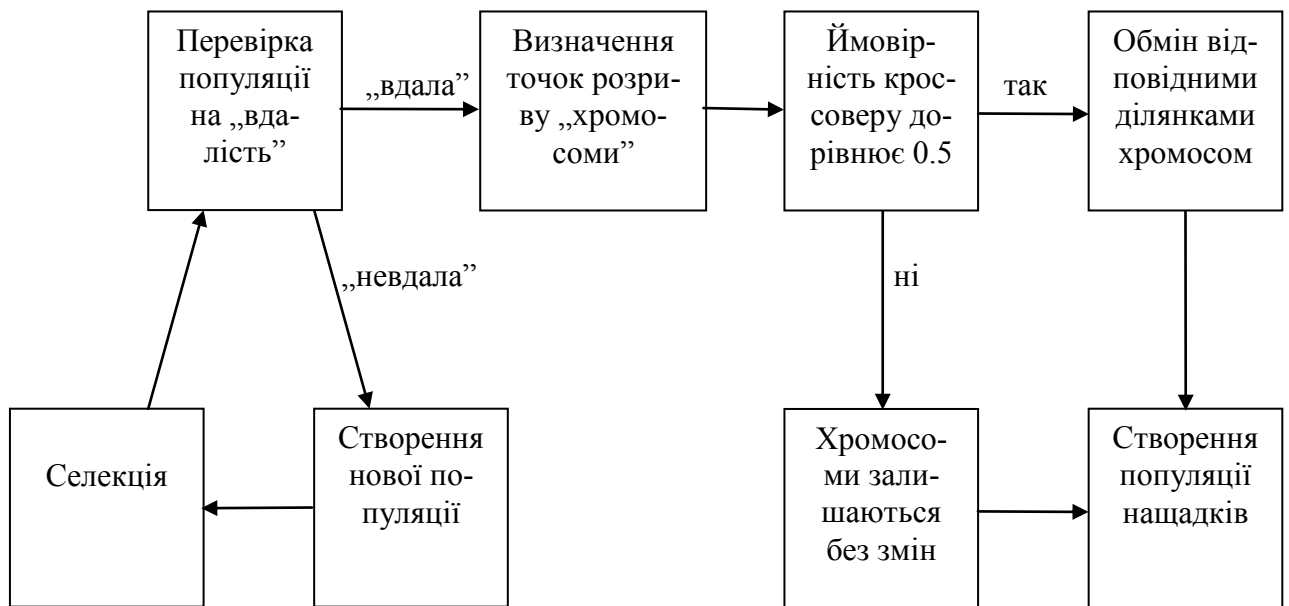 Перевірка
популяції
на „вда-
лість”
„вдала”
Визначення
точок розри-
ву „хромо-
соми”
Ймовір-
ність крос-
соверу до-
рівнює 0.5
так
Обмін від-
повідними
ділянками
хромосом
„невдала”
ні
Селекція
Створення
нової по-
пуляції
Хромосо-
ми зали-
шаються
без змін
Створення
популяції
нащадків